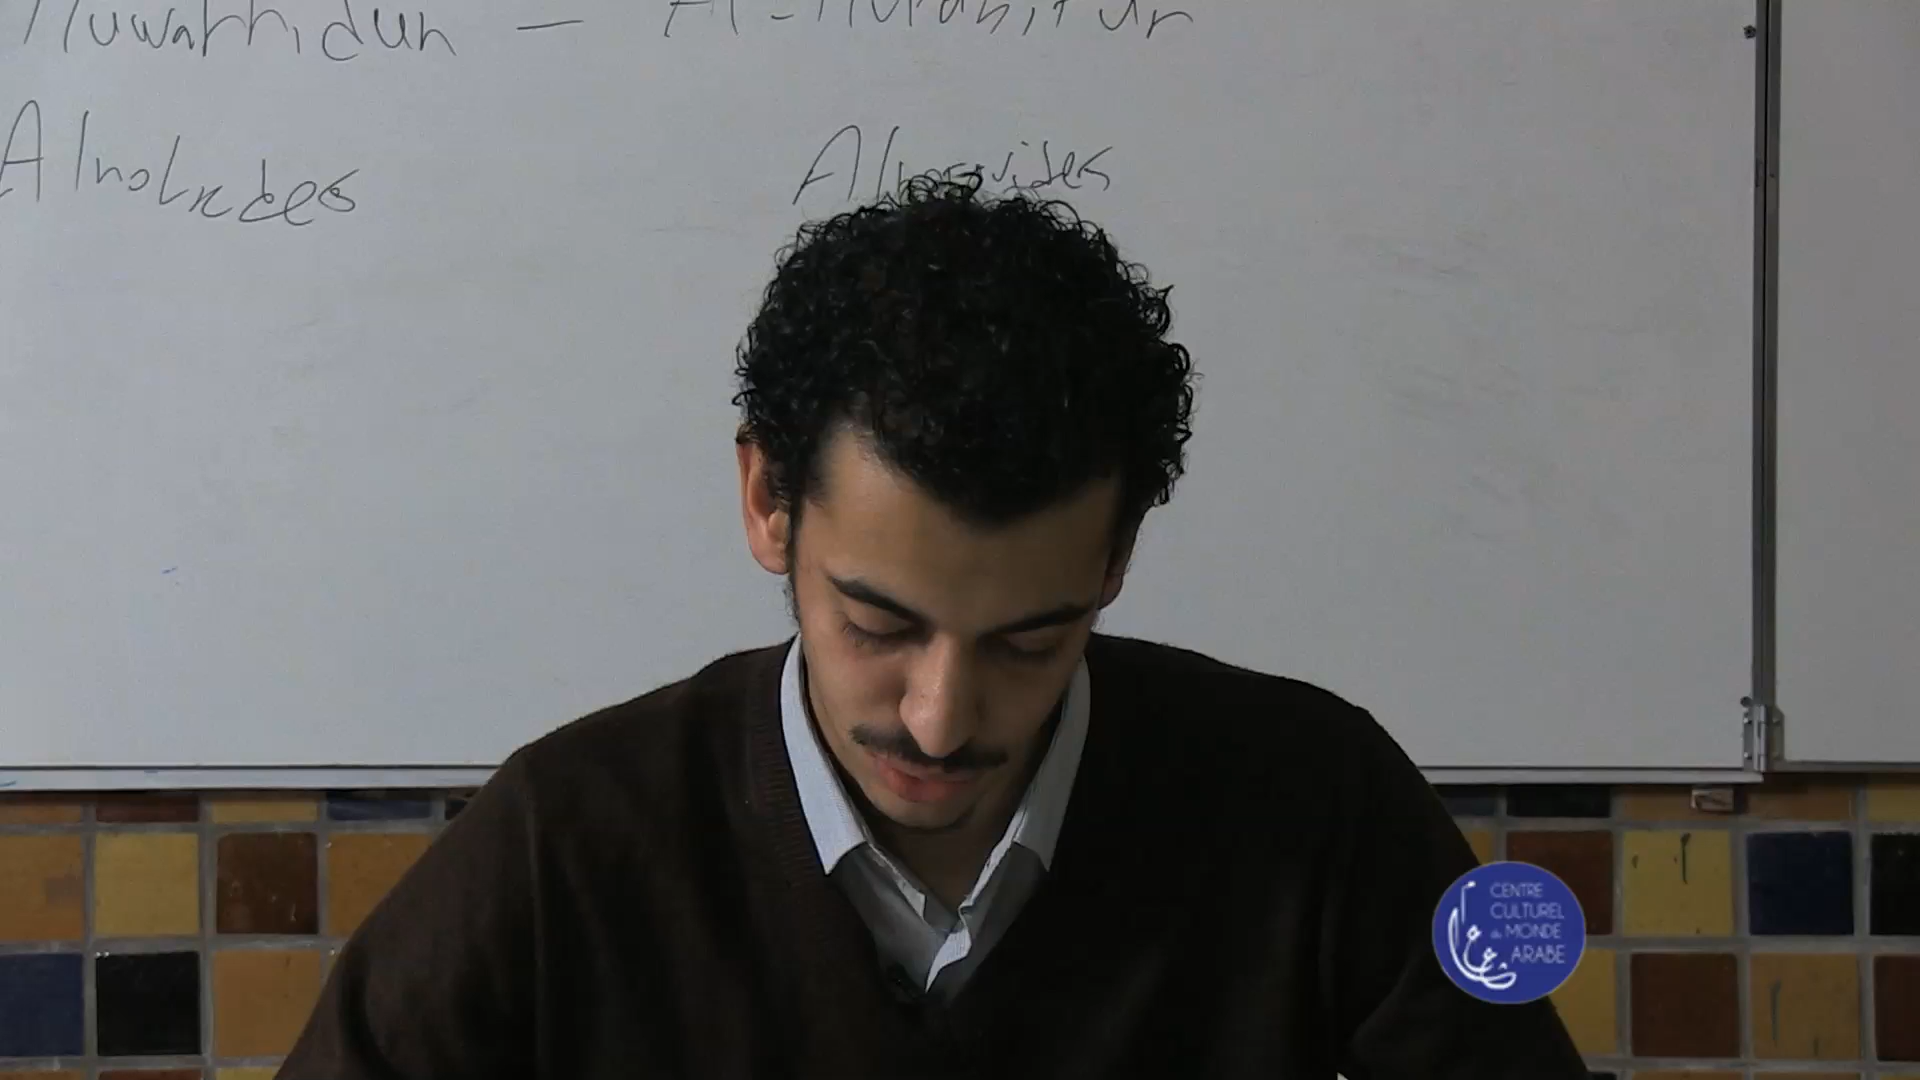 Muwahhidun — Al-Murabitun
Almohades Almoravides
CENTRE
CULTUREL
du MONDE
ARABE